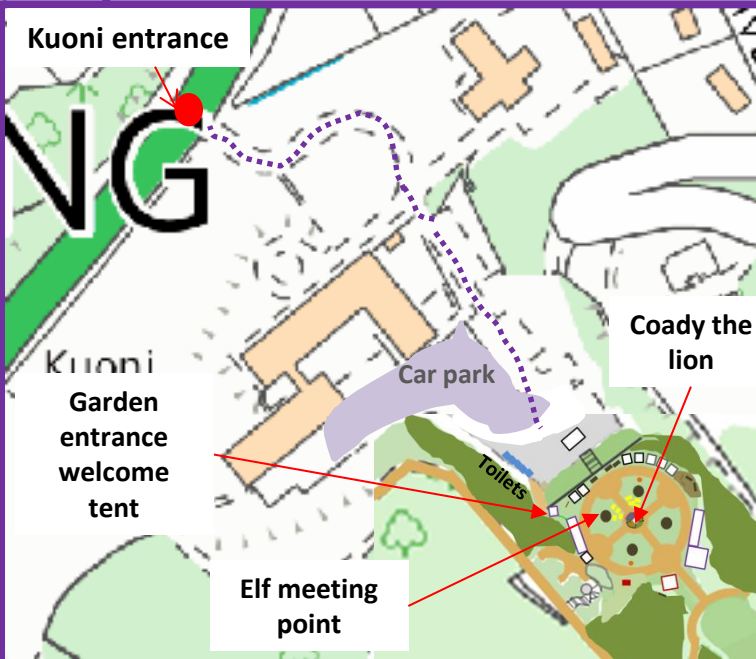 Kuoni entrance
NG
Kuoni
Car park
Coady the
lion
Garden
entrance
welcome
tent
Toilets
Elf meeting
point